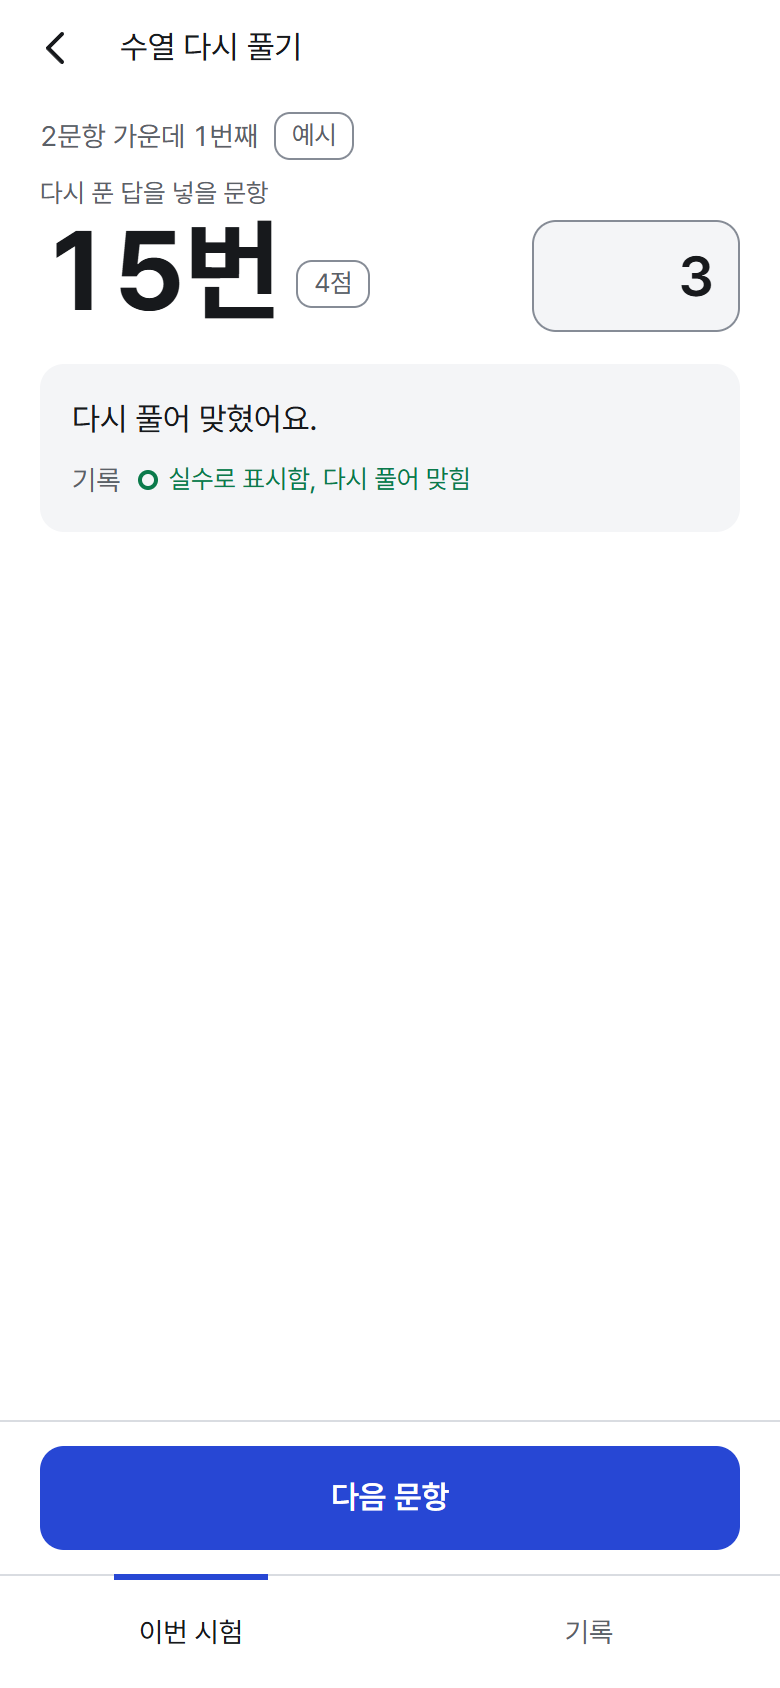 수열 다시 풀기
2문항 가운데 1번째 예시
다시 푼 답을 넣을 문항
15번 4점 3
다시 풀어 맞혔어요.
기록 실수로 표시함, 다시 풀어 맞힘
다음 문항
이번 시험 기록